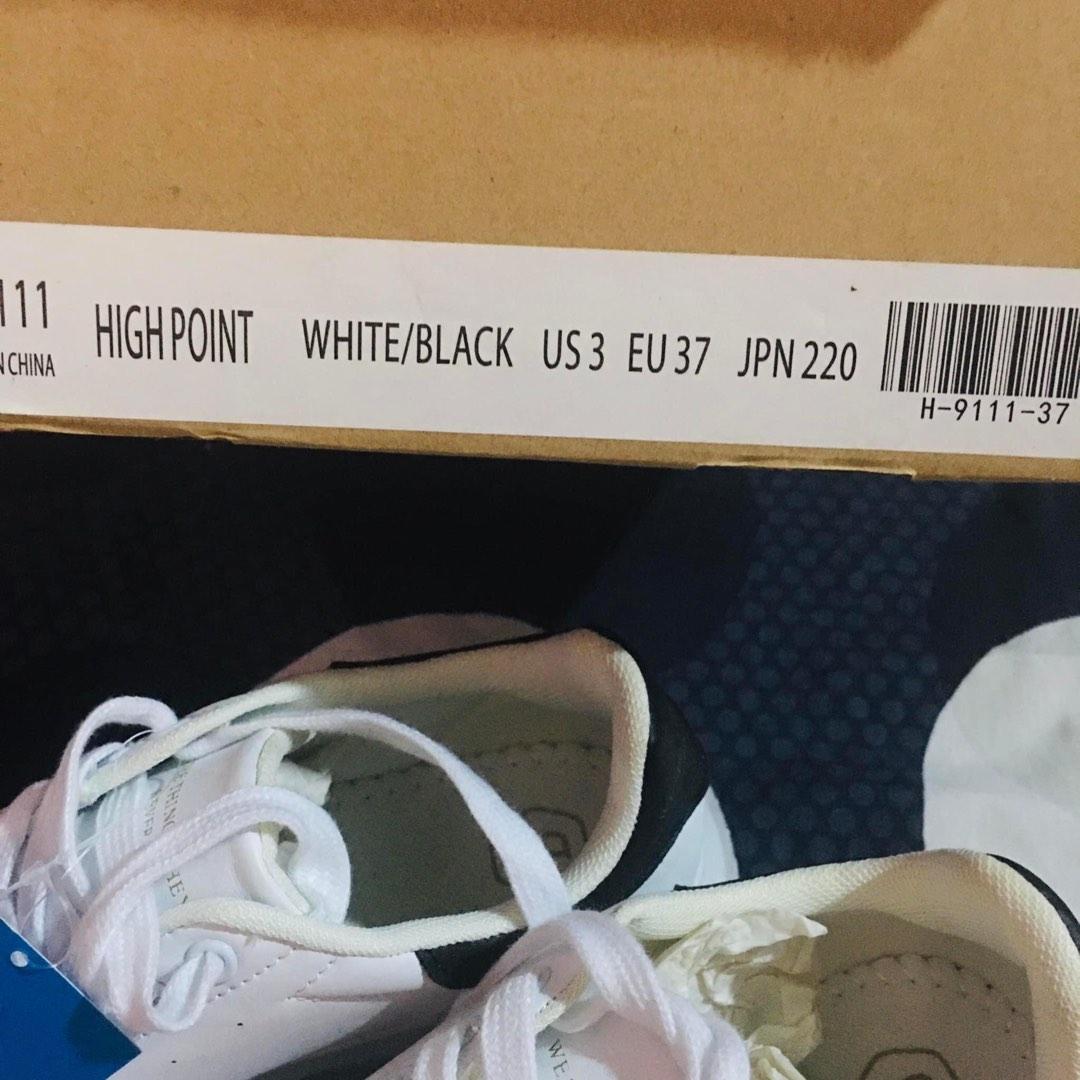 111 HIGH POINT WHITE/BLACK US 3 EU 37 JPN 220
N CHINA
H-9111-37